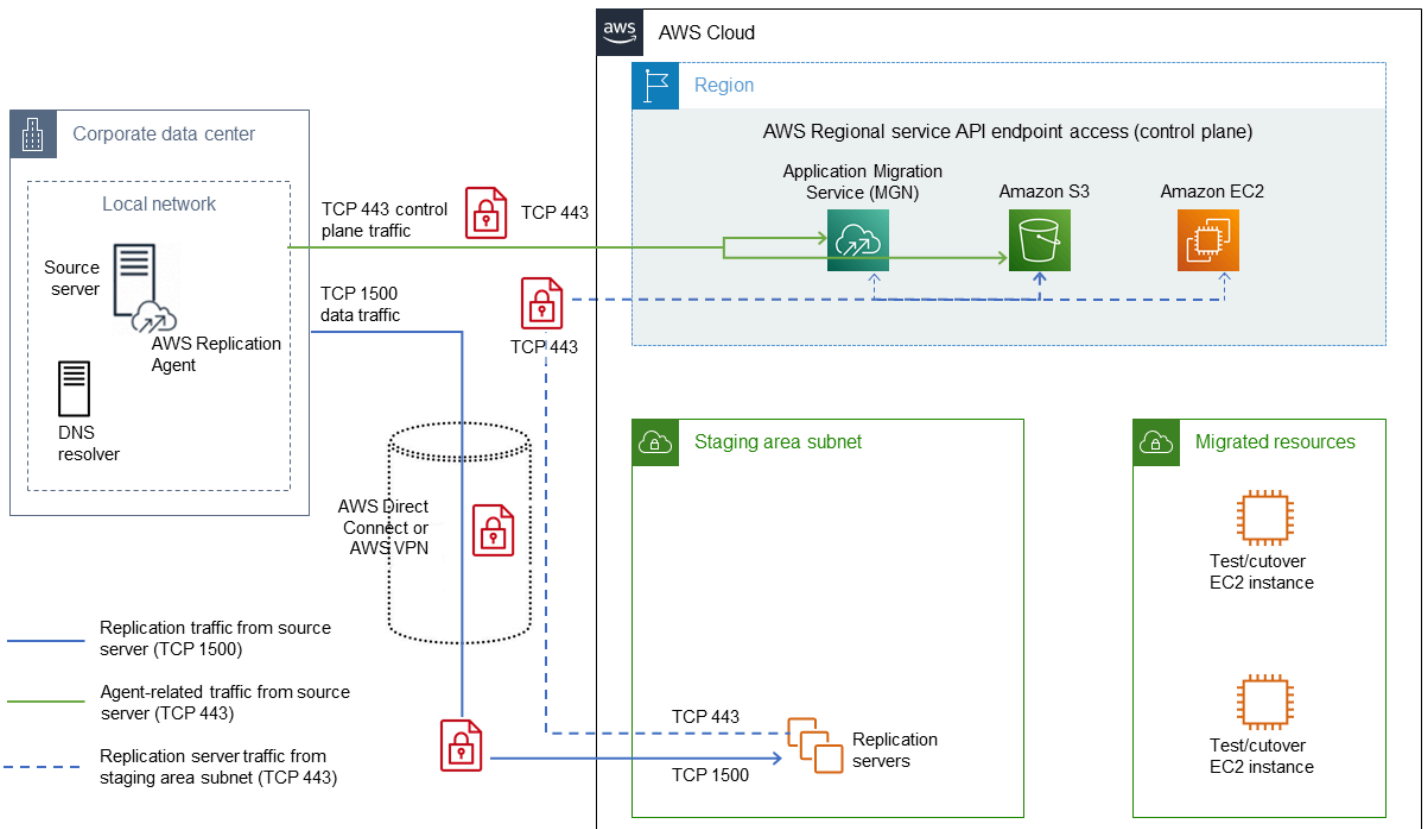 aws
AWS Cloud
Region
AWS Regional service API endpoint access (control plane)
Application Migration
Service (MGN)
Amazon S3
Amazon EC2
Corporate data center
Local network
Source
server
AWS Replication
Agent
DNS
resolver
TCP 443 control
plane traffic
TCP 443
TCP 1500
data traffic
TCP 443
AWS Direct
Connect or
AWS VPN
Staging area subnet
TCP 443
TCP 1500
Replication
servers
Migrated resources
Test/cutover
EC2 instance
Test/cutover
EC2 instance
Replication traffic from source
server (TCP 1500)
Agent-related traffic from source
server (TCP 443)
Replication server traffic from
staging area subnet (TCP 443)